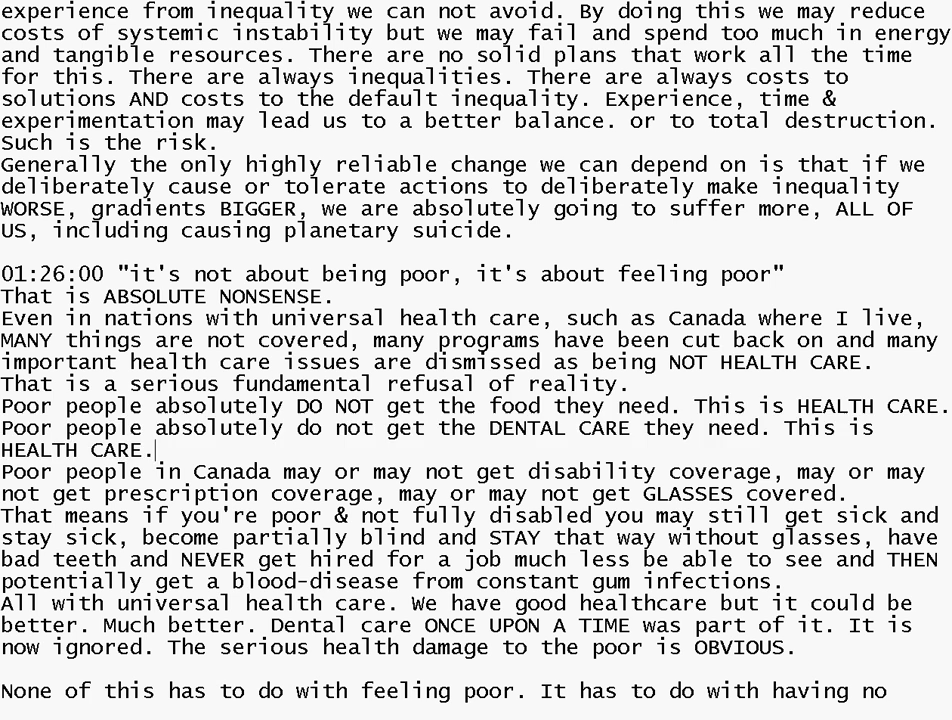 experience from inequality we can not avoid. By doing this we may reduce
costs of systemic instability but we may fail and spend too much in energy
and tangible resources. There are no solid plans that work all the time
for this. There are always inequalities. There are always costs to
solutions AND costs to the default inequality. Experience, time &
experimentation may lead us to a better balance. or to total destruction.
Such is the risk.
Generally the only highly reliable change we can depend on is that if we
deliberately cause or tolerate actions to deliberately make inequality
WORSE, gradients BIGGER, we are absolutely going to suffer more, ALL OF
US, including causing planetary suicide.

01:26:00 "it's not about being poor, it's about feeling poor"
That is ABSOLUTE NONSENSE.
Even in nations with universal health care, such as Canada where I live,
MANY things are not covered, many programs have been cut back on and many
important health care issues are dismissed as being NOT HEALTH CARE.
That is a serious fundamental refusal of reality.
Poor people absolutely DO NOT get the food they need. This is HEALTH CARE.
Poor people absolutely do not get the DENTAL CARE they need. This is
HEALTH CARE.
Poor people in Canada may or may not get disability coverage, may or may
not get prescription coverage, may or may not get GLASSES covered.
That means if you're poor & not fully disabled you may still get sick and
stay sick, become partially blind and STAY that way without glasses, have
bad teeth and NEVER get hired for a job much less be able to see and THEN
potentially get a blood-disease from constant gum infections.
All with universal health care. We have good healthcare but it could be
better. Much better. Dental care ONCE UPON A TIME was part of it. It is
now ignored. The serious health damage to the poor is OBVIOUS.

None of this has to do with feeling poor. It has to do with having no